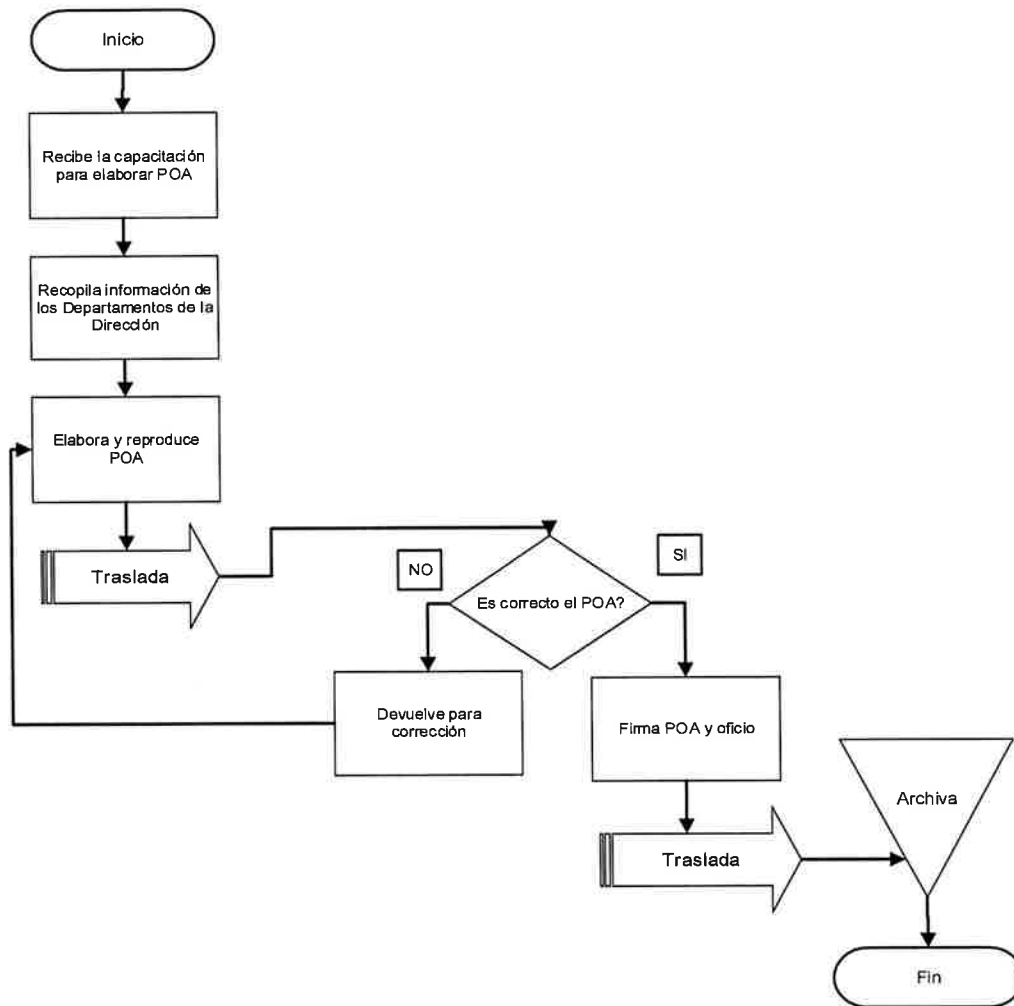 Inicio
Recibe la capacitación
para elaborar POA
Recopila información de
los Departamentos de la
Dirección
Elabora y reproduce
POA
Traslada
NO
SI
Es correcto el POA?
Devuelve para
corrección
Firma POA y oficio
Archiva
Traslada
Fin